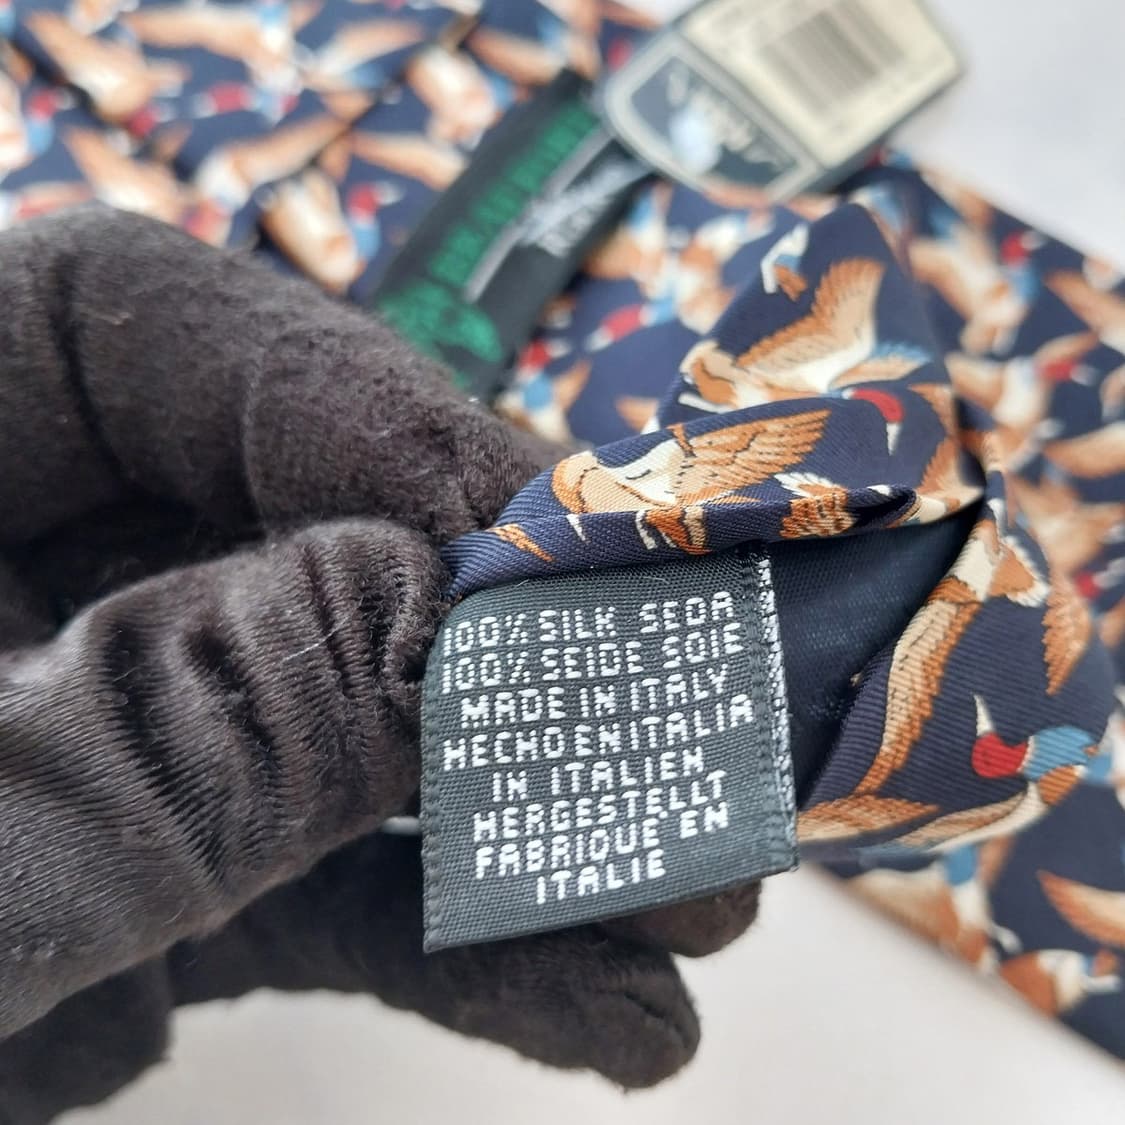 100% SILK SEDA
100% SEIDE SOIE
MADE IN ITALY
HECHO EN ITALIA
IN ITALIEN
HERGESTELLT
FABRIQUE EN
ITALIE